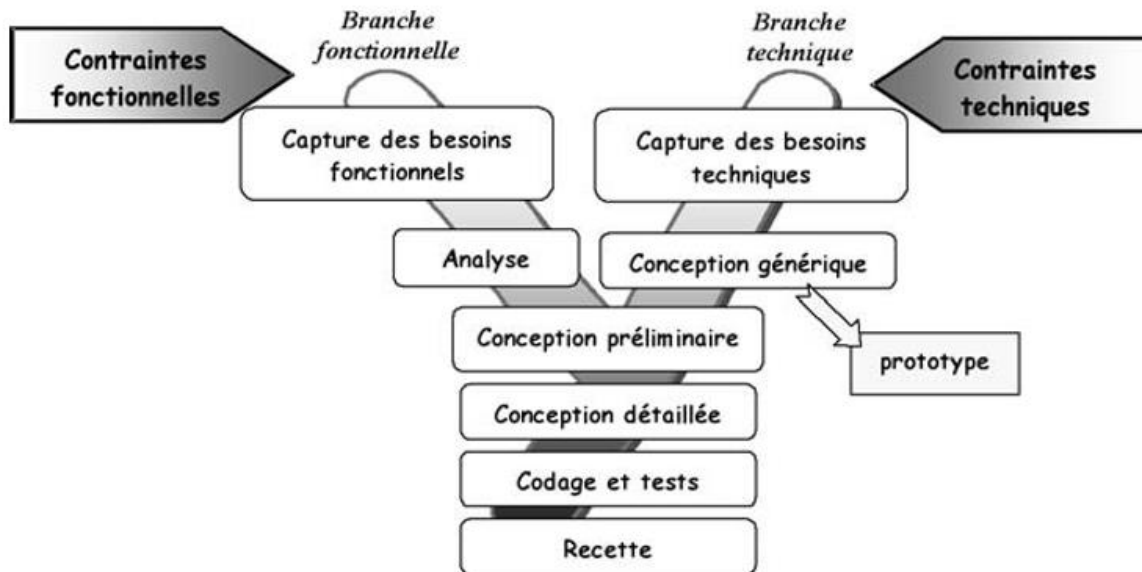 Branche
fonctionnelle
Branche
technique
Contraintes
fonctionnelles
Contraintes
techniques
Capture des besoins
fonctionnels
Capture des besoins
techniques
Analyse
Conception générique
Conception préliminaire
prototype
Conception détaillée
Codage et tests
Recette